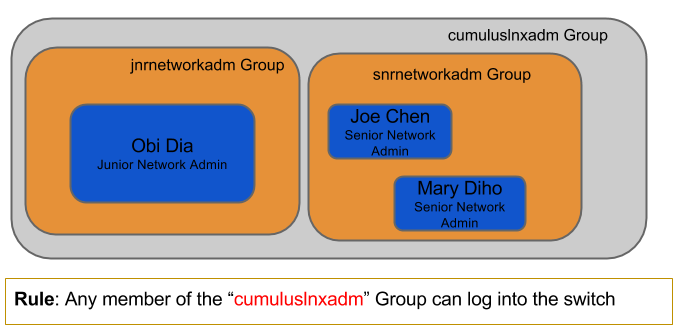 cumuluslnxadm Group
jnrnetworkadm Group
snrnetworkadm Group
Obi Dia
Junior Network Admin
Joe Chen
Senior Network
Admin
Mary Diho
Senior Network
Admin
Rule: Any member of the “cumuluslnxadm” Group can log into the switch